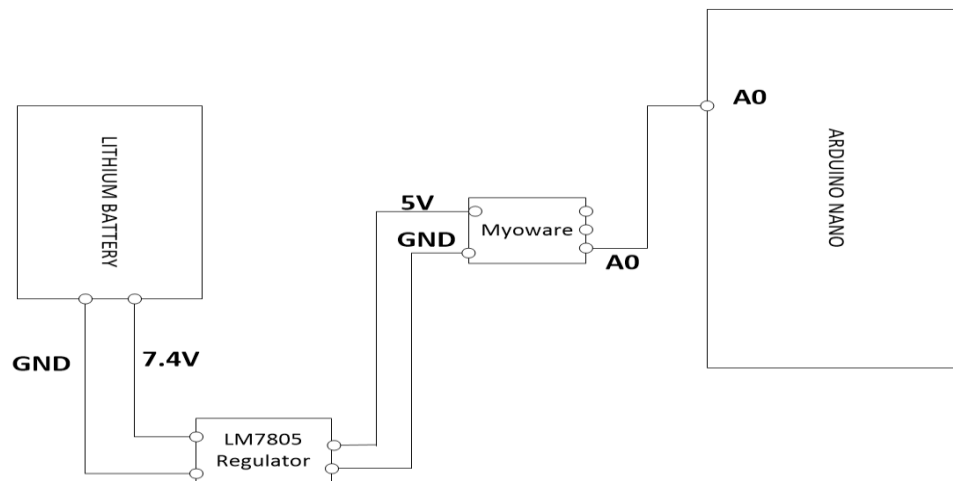 LITHIUM BATTERY
GND
7.4V
LM7805
Regulator
5V
GND
Myoware
A0
A0
ARDUINO NANO